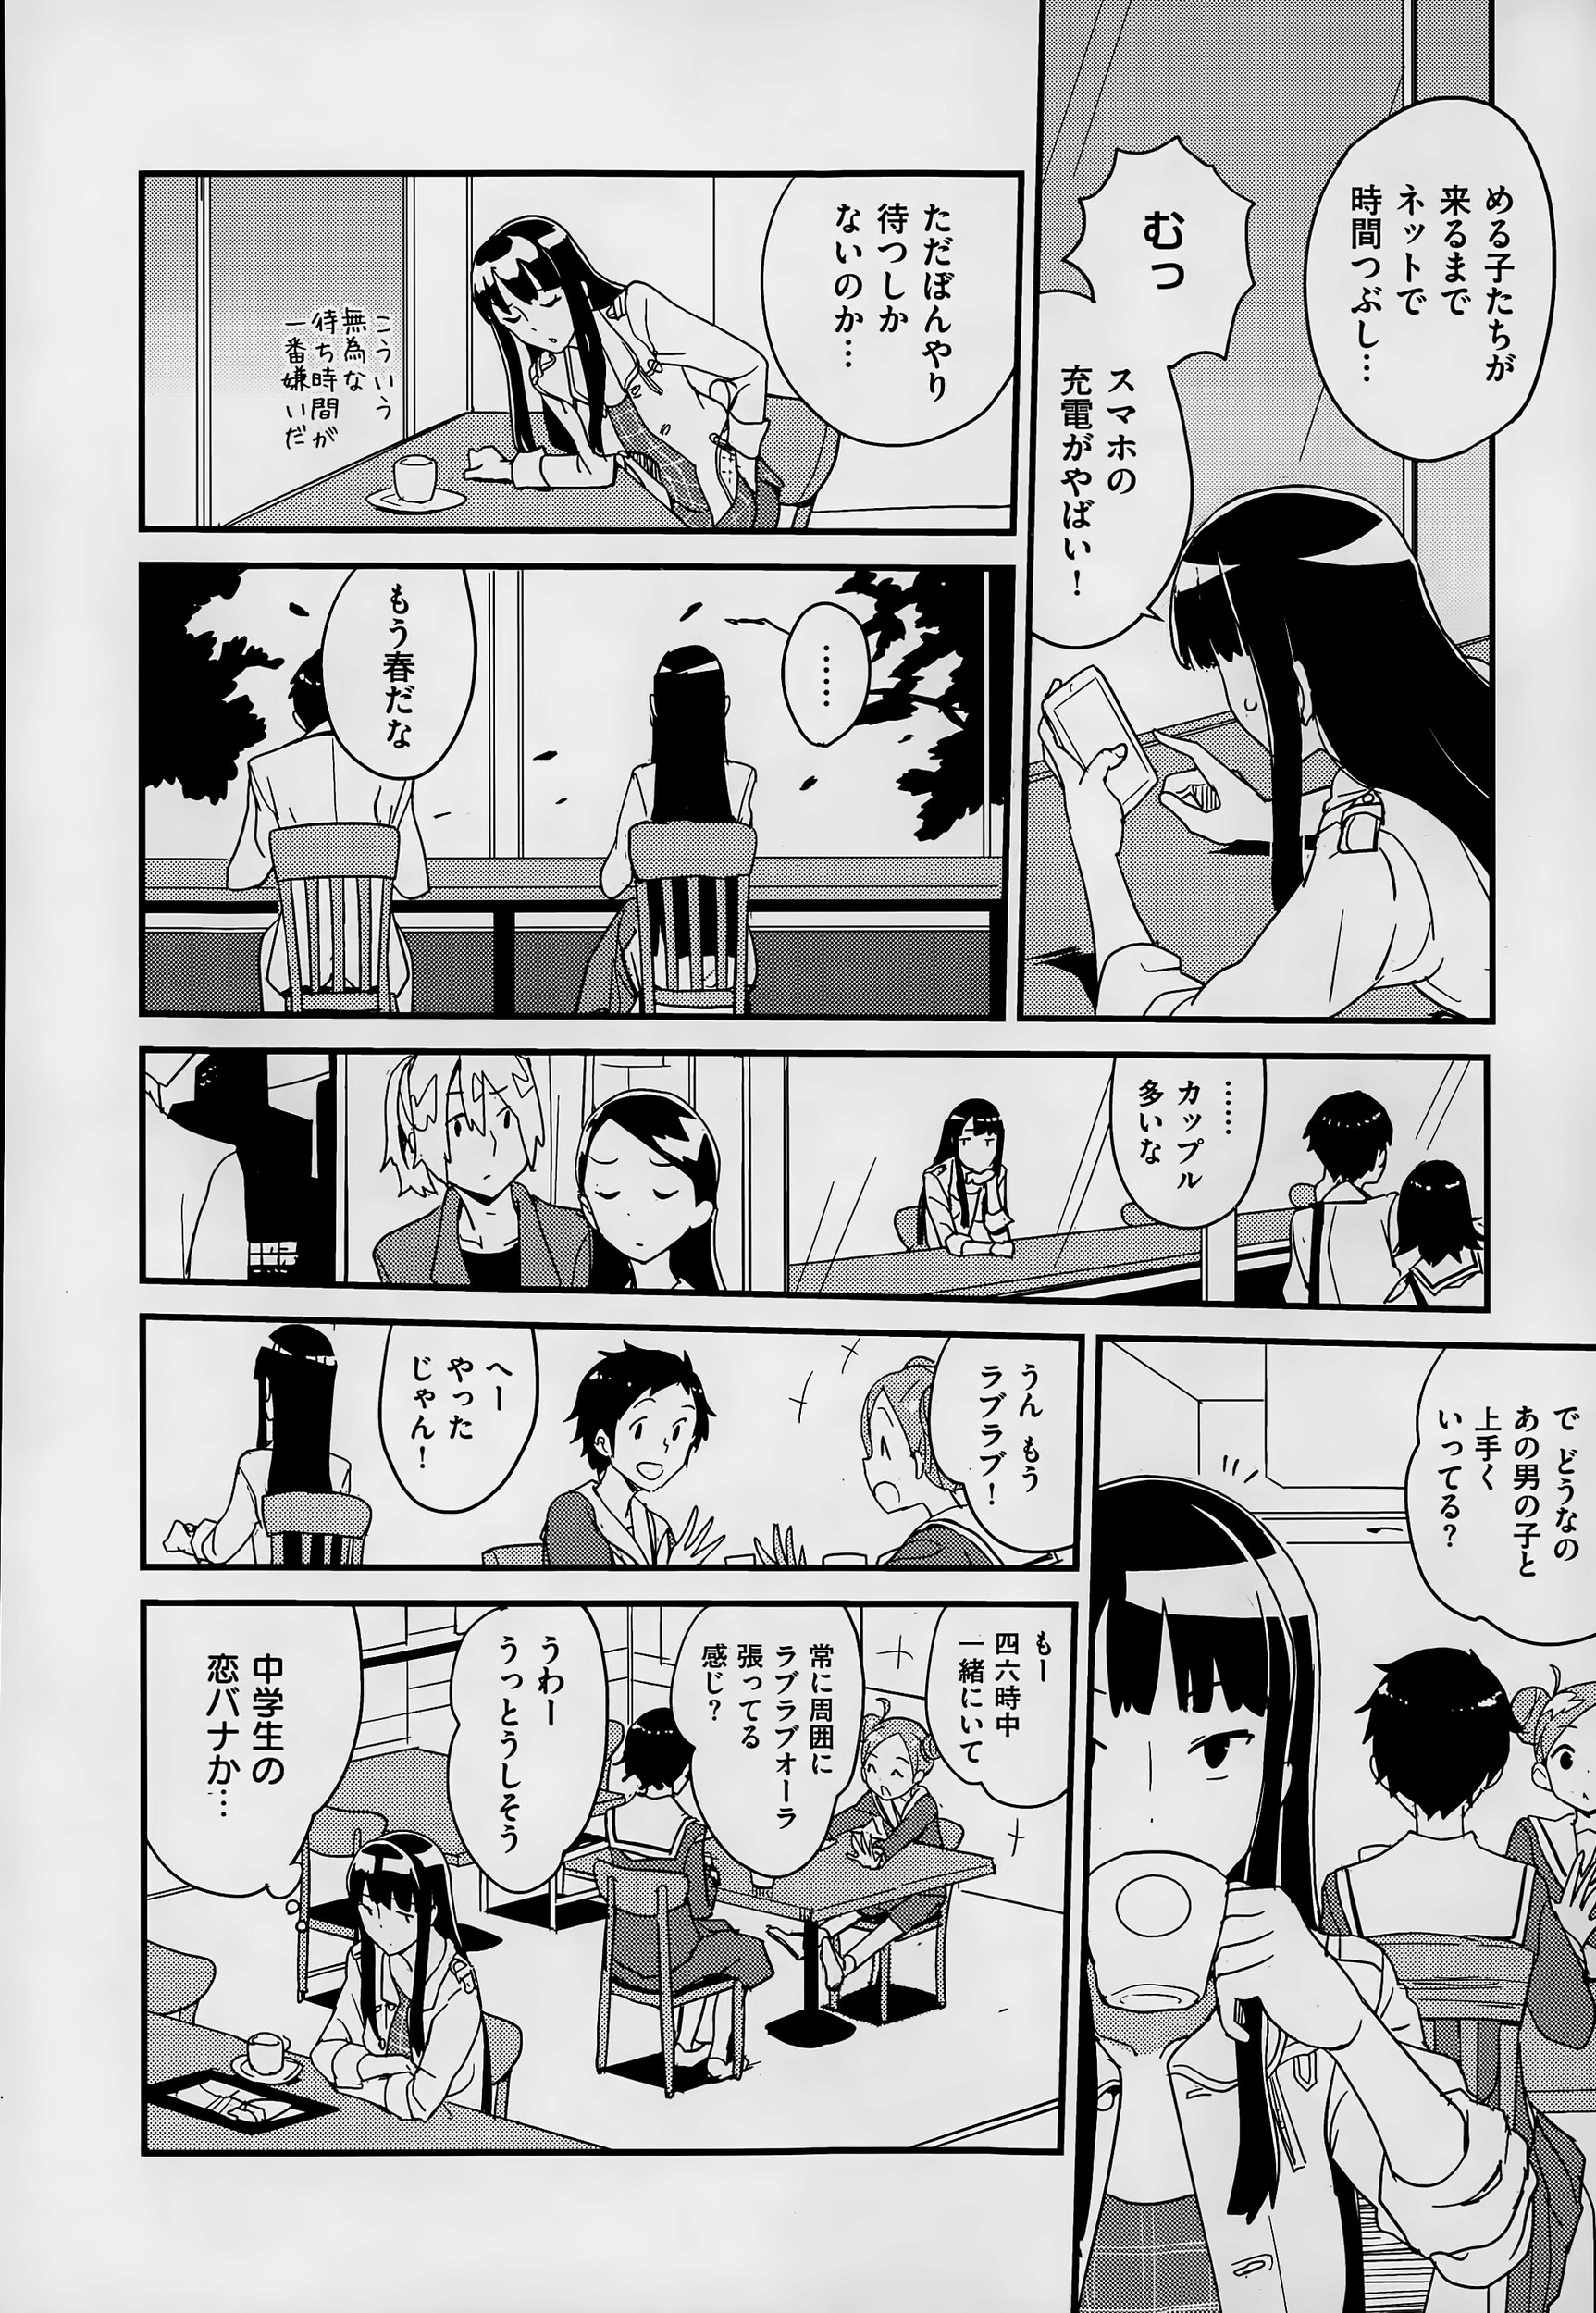 める子たちが
来るまで
ネットで
時間つぶし…
むっ
スマホの
充電がやばい!
ただぼんやり
待つしか
ないのか…
こういう
無為な
待ち時間が
一番嫌いだ
……
もう春だな
……
カップル
多いな
で どうなの
あの男の子と
上手く
いってる?
うん もう
ラブラブ!
へー
やった
じゃん!
もー
四六時中
一緒にいて
常に周囲に
ラブラブオーラ
張ってる
感じ?
うわー
うっとうしそう
中学生の
恋バナか…